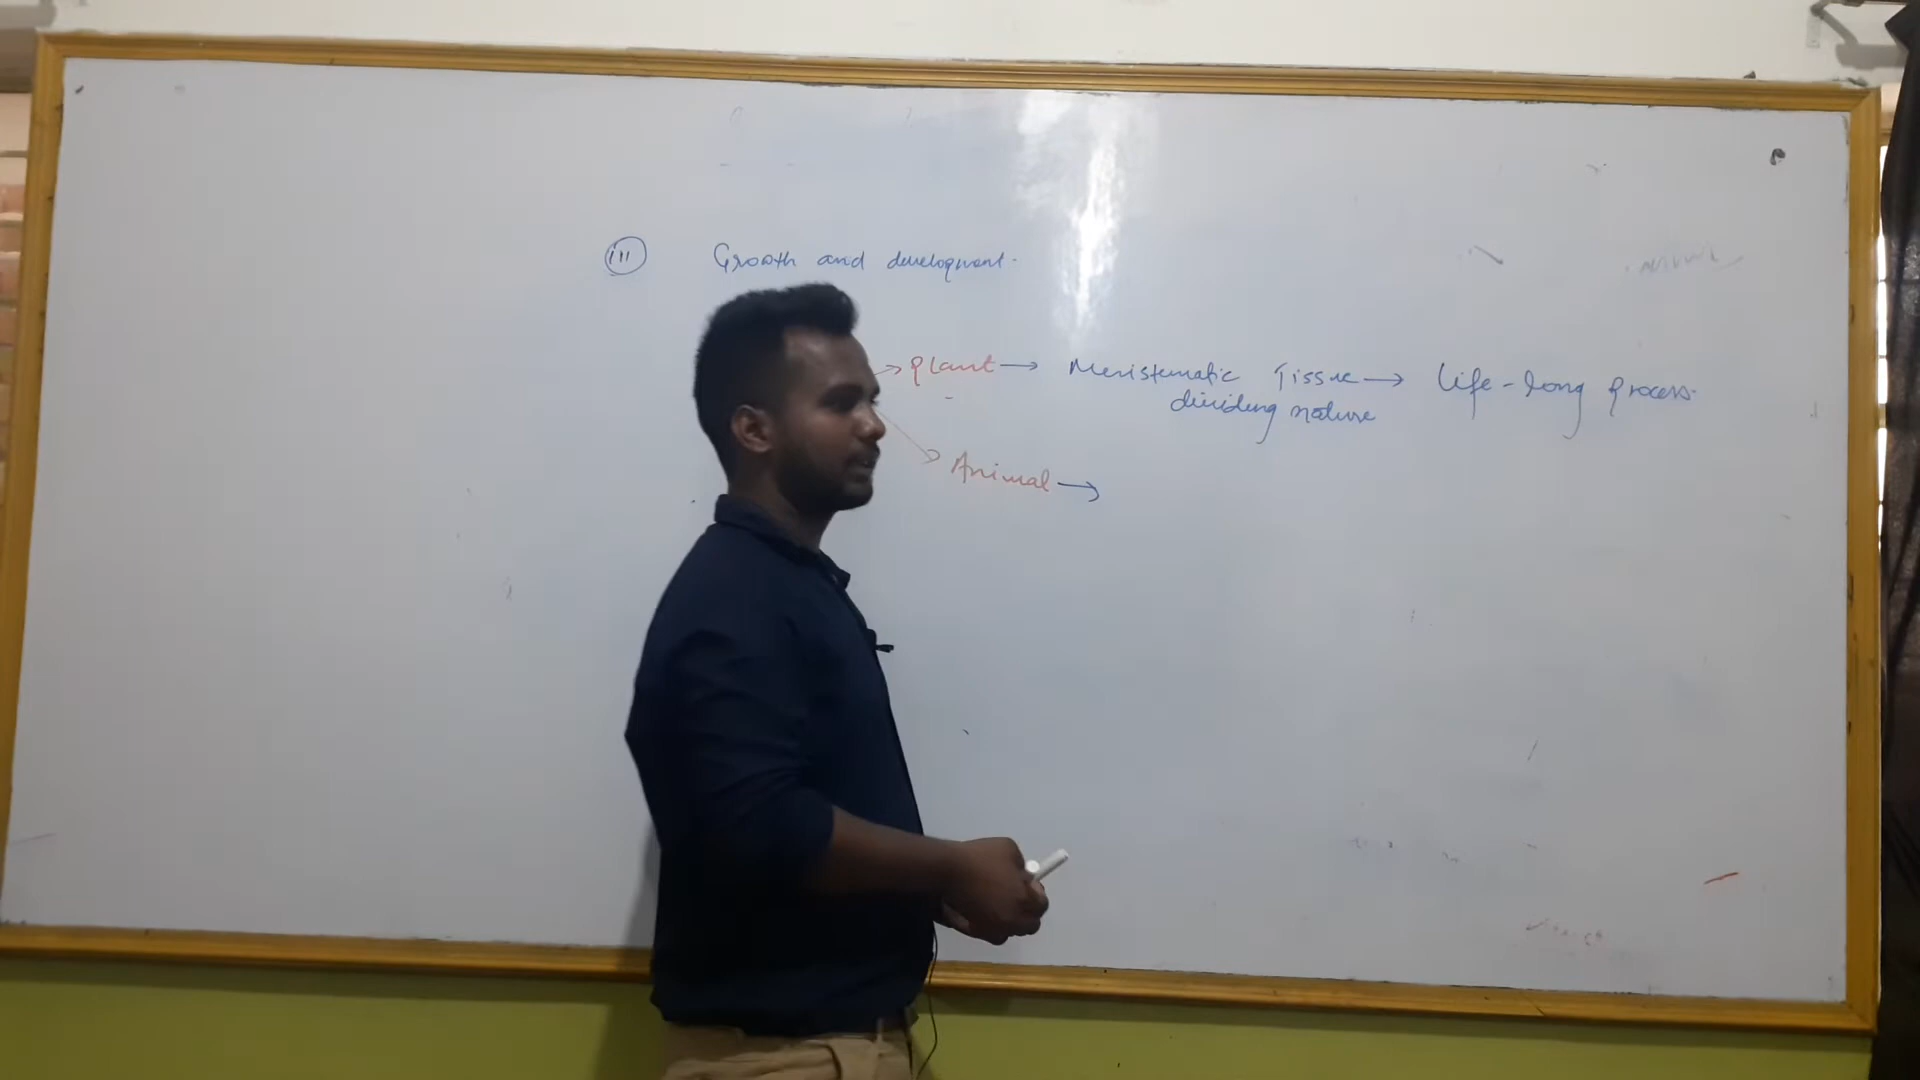 iii Growth and development.
Plant → Meristematic Tissue → life-long process.
dividing nature
Animal →